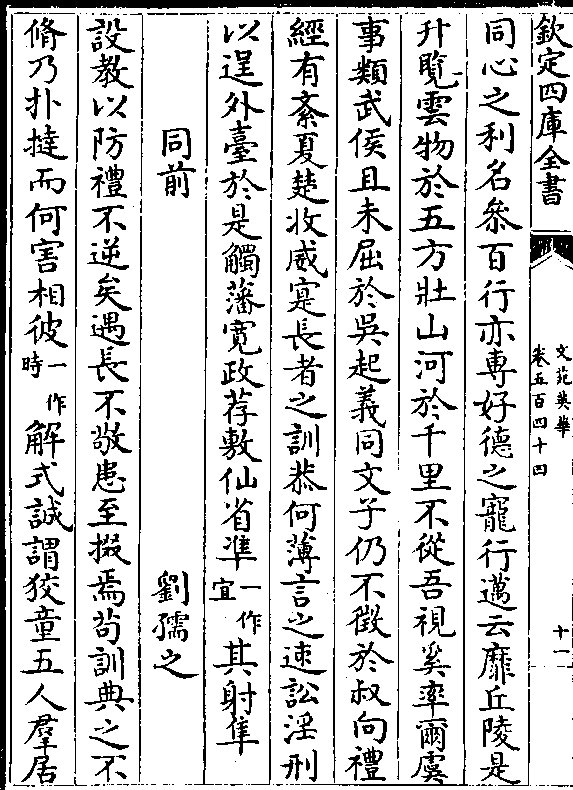 欽定四庫全書
文苑英華
卷五百四十四
十一
同心之利名叅百行亦專好德之寵行邁云靡丘陵是
升覽雲物於五方壯山河於千里不從吾視奚率爾虞
事類武侯且未屈於吳起義同文子仍不徵於叔向禮
經有紊夏楚收威寔長者之訓恭何薄言之速訟淫刑
以逞外臺於是觸藩寛政荐敷仙省準一作宜其射隼
同前
劉孺之
設教以防禮不逆矣遇長不敬患至掇焉茍訓典之不
脩乃扑撻而何害相彼一作時解式誠謂狡童五人羣居